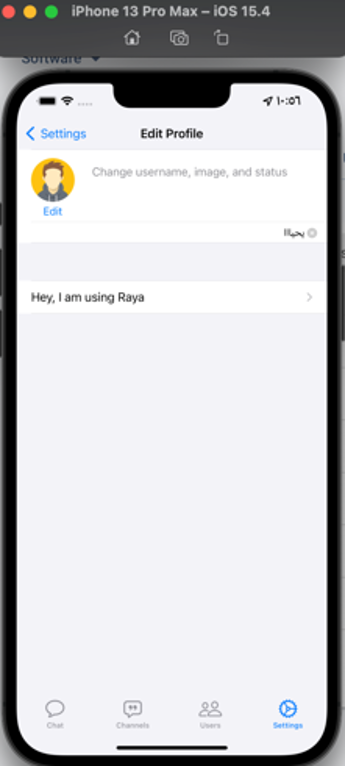 iPhone 13 Pro Max – iOS 15.4
Software
١٠:٥٦
Settings
Edit Profile
Change username, image, and status
Edit
يحيااا
Hey, I am using Raya
Chat
Channels
Users
Settings